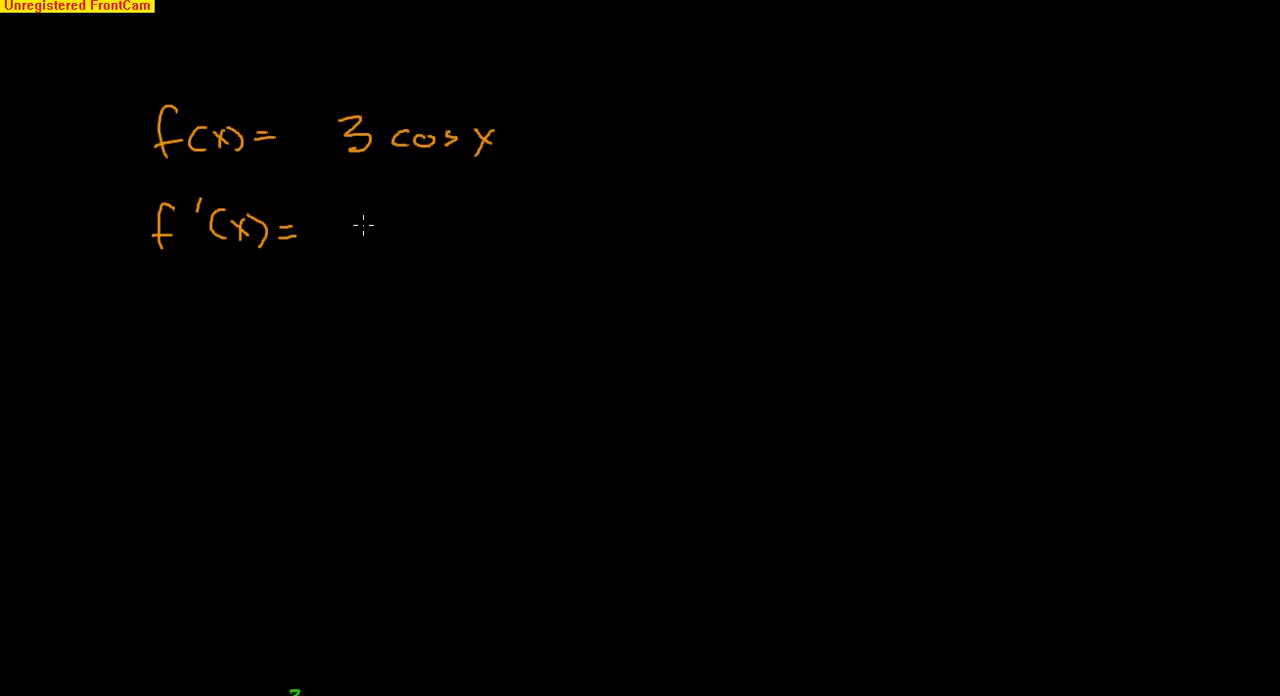 Unregistered FrontCam
f(x) = 3 cos x
f '(x) =